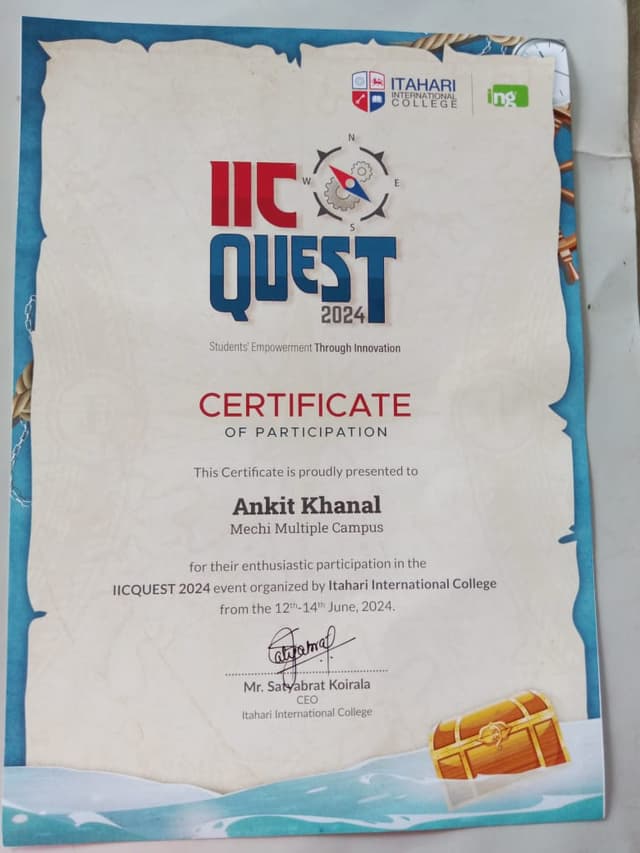 ITAHARI
INTERNATIONAL
COLLEGE
ing
N
W E
S
IIC
QUEST
2024
Students' Empowerment Through Innovation
CERTIFICATE
OF PARTICIPATION
This Certificate is proudly presented to
Ankit Khanal
Mechi Multiple Campus
for their enthusiastic participation in the
IICQUEST 2024 event organized by Itahari International College
from the 12th-14th June, 2024.
Satyabrat
Mr. Satyabrat Koirala
CEO
Itahari International College